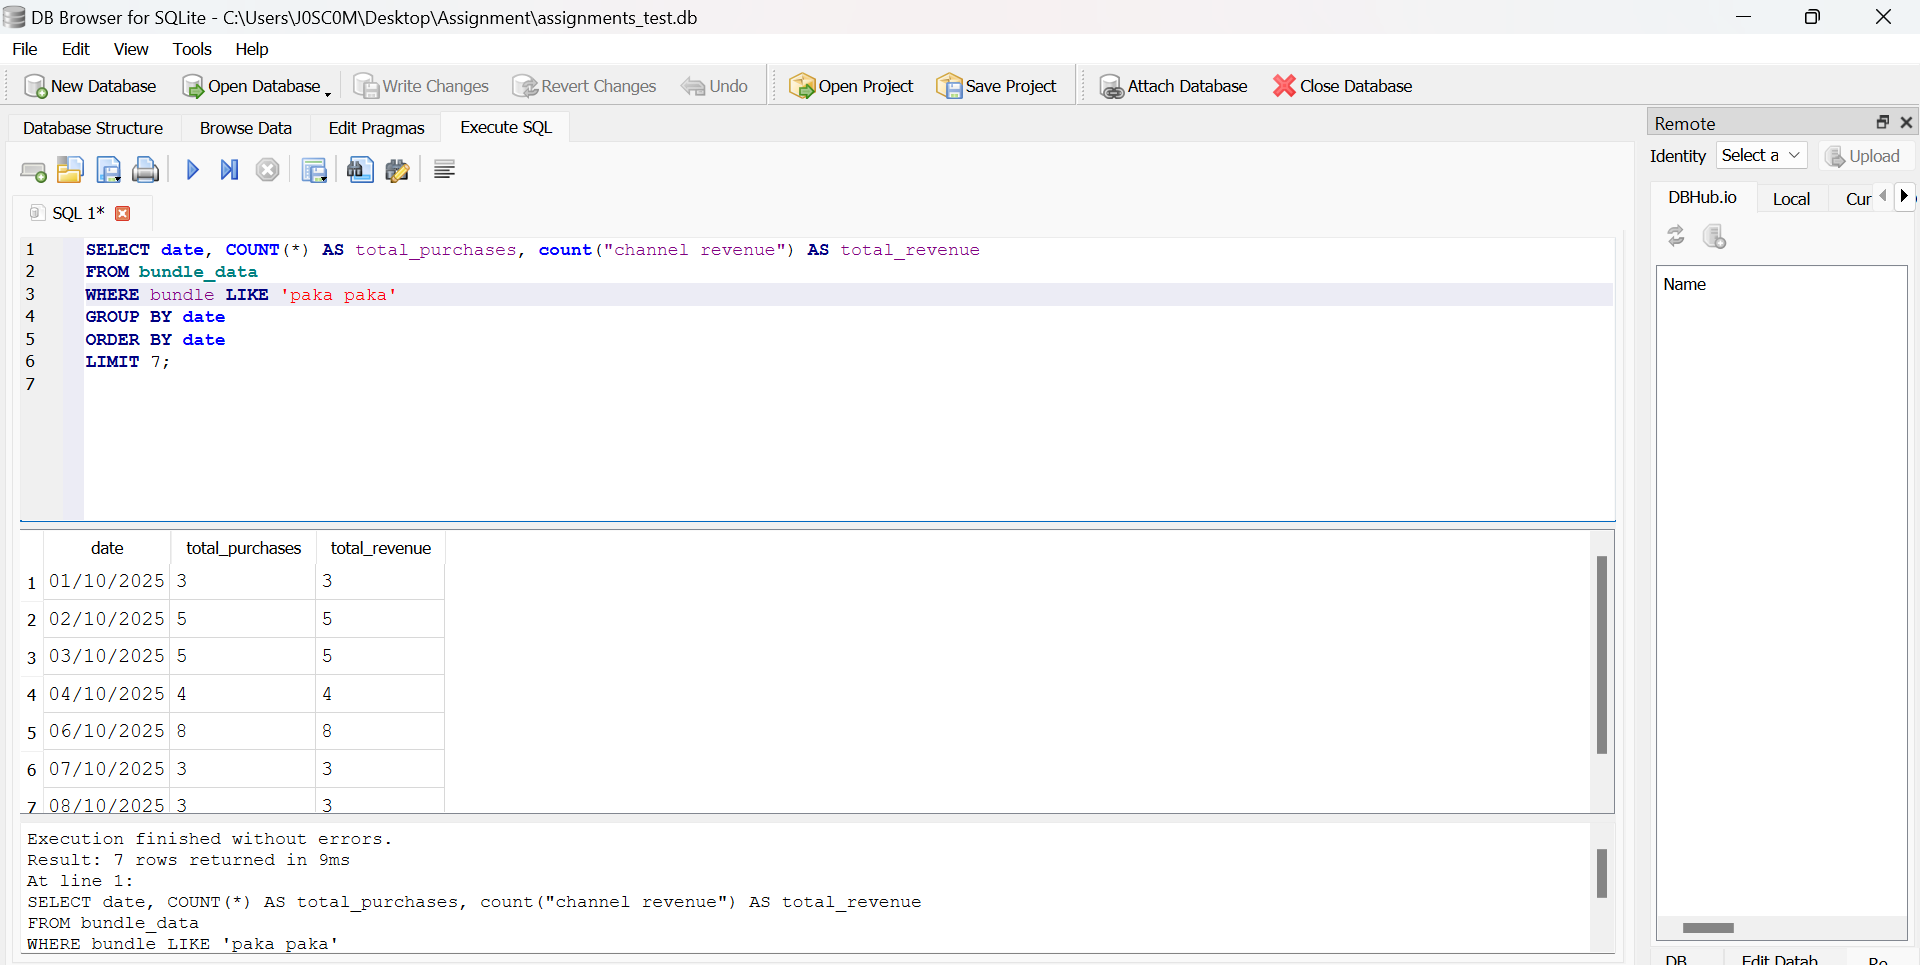 DB Browser for SQLite - C:\Users\J0SC0M\Desktop\Assignment\assignments_test.db
File Edit View Tools Help
New Database Open Database Write Changes Revert Changes Undo Open Project Save Project Attach Database Close Database
Database Structure Browse Data Edit Pragmas Execute SQL
Remote
Identity Select a Upload
DBHub.io Local Cur
Name
SQL 1*
1 SELECT date, COUNT(*) AS total_purchases, count("channel revenue") AS total_revenue
2 FROM bundle_data
3 WHERE bundle LIKE 'paka paka'
4 GROUP BY date
5 ORDER BY date
6 LIMIT 7;
7
date total_purchases total_revenue
1 01/10/2025 3 3
2 02/10/2025 5 5
3 03/10/2025 5 5
4 04/10/2025 4 4
5 06/10/2025 8 8
6 07/10/2025 3 3
7 08/10/2025 3 3
Execution finished without errors.
Result: 7 rows returned in 9ms
At line 1:
SELECT date, COUNT(*) AS total_purchases, count("channel revenue") AS total_revenue
FROM bundle_data
WHERE bundle LIKE 'paka paka'
DB Edit Datab Re